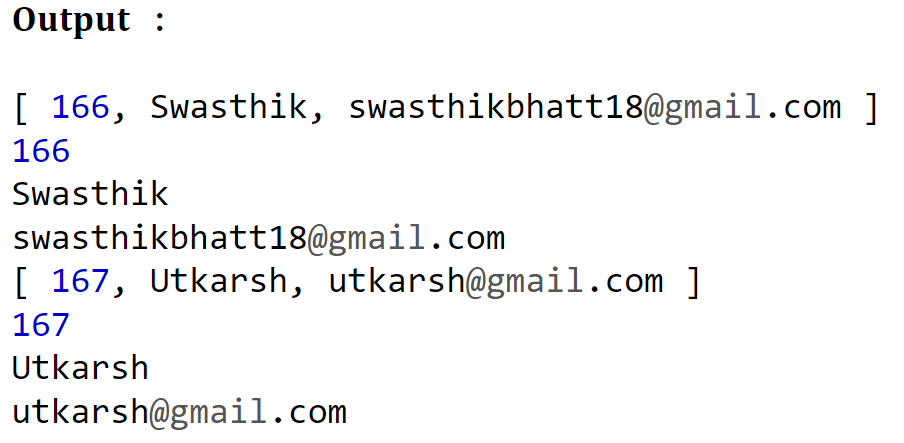 Output :
[ 166, Swasthik, swasthikbhatt18@gmail.com ]
166
Swasthik
swasthikbhatt18@gmail.com
[ 167, Utkarsh, utkarsh@gmail.com ]
167
Utkarsh
utkarsh@gmail.com